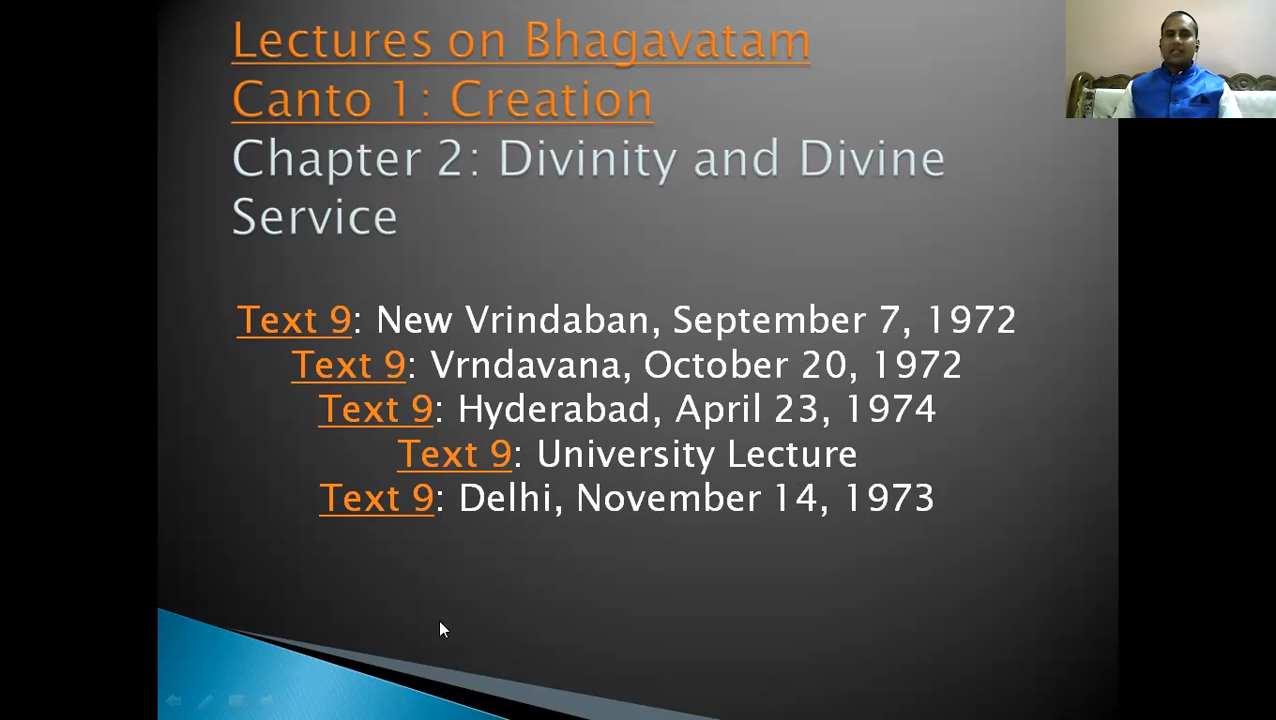 Lectures on Bhagavatam
Canto 1: Creation
Chapter 2: Divinity and Divine
Service
Text 9: New Vrindaban, September 7, 1972
Text 9: Vrndavana, October 20, 1972
Text 9: Hyderabad, April 23, 1974
Text 9: University Lecture
Text 9: Delhi, November 14, 1973